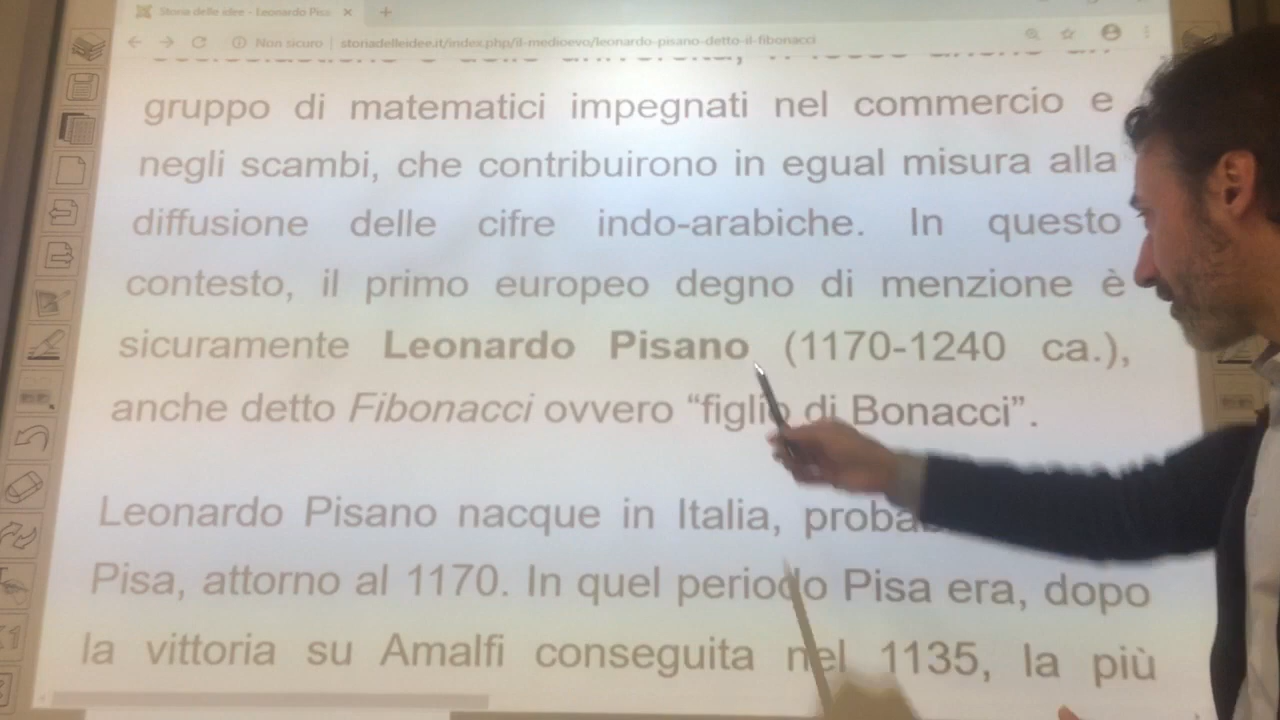 Storia delle idee - Leonardo Pisa
Non sicuro | storiadelleidee.it/index.php/il-medioevo/leonardo-pisano-detto-il-fibonacci
gruppo di matematici impegnati nel commercio e
negli scambi, che contribuirono in egual misura alla
diffusione delle cifre indo-arabiche. In questo
contesto, il primo europeo degno di menzione è
sicuramente Leonardo Pisano (1170-1240 ca.),
anche detto Fibonacci ovvero “figlio di Bonacci”.
Leonardo Pisano nacque in Italia,
Pisa, attorno al 1170. In quel periodo Pisa era, dopo
la vittoria su Amalfi conseguita nel 1135, la più